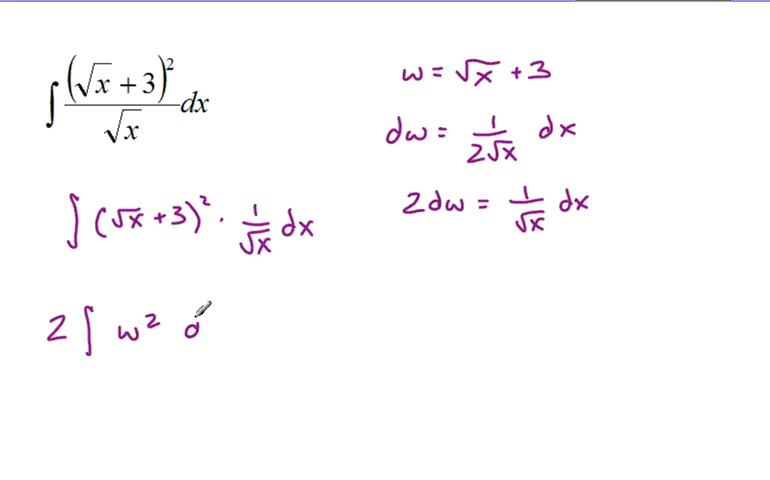 ∫ (√x + 3)² / √x dx
w = √x + 3
dw = 1/(2√x) dx
∫ (√x + 3)² · 1/√x dx
2dw = 1/√x dx
2 ∫ w² d